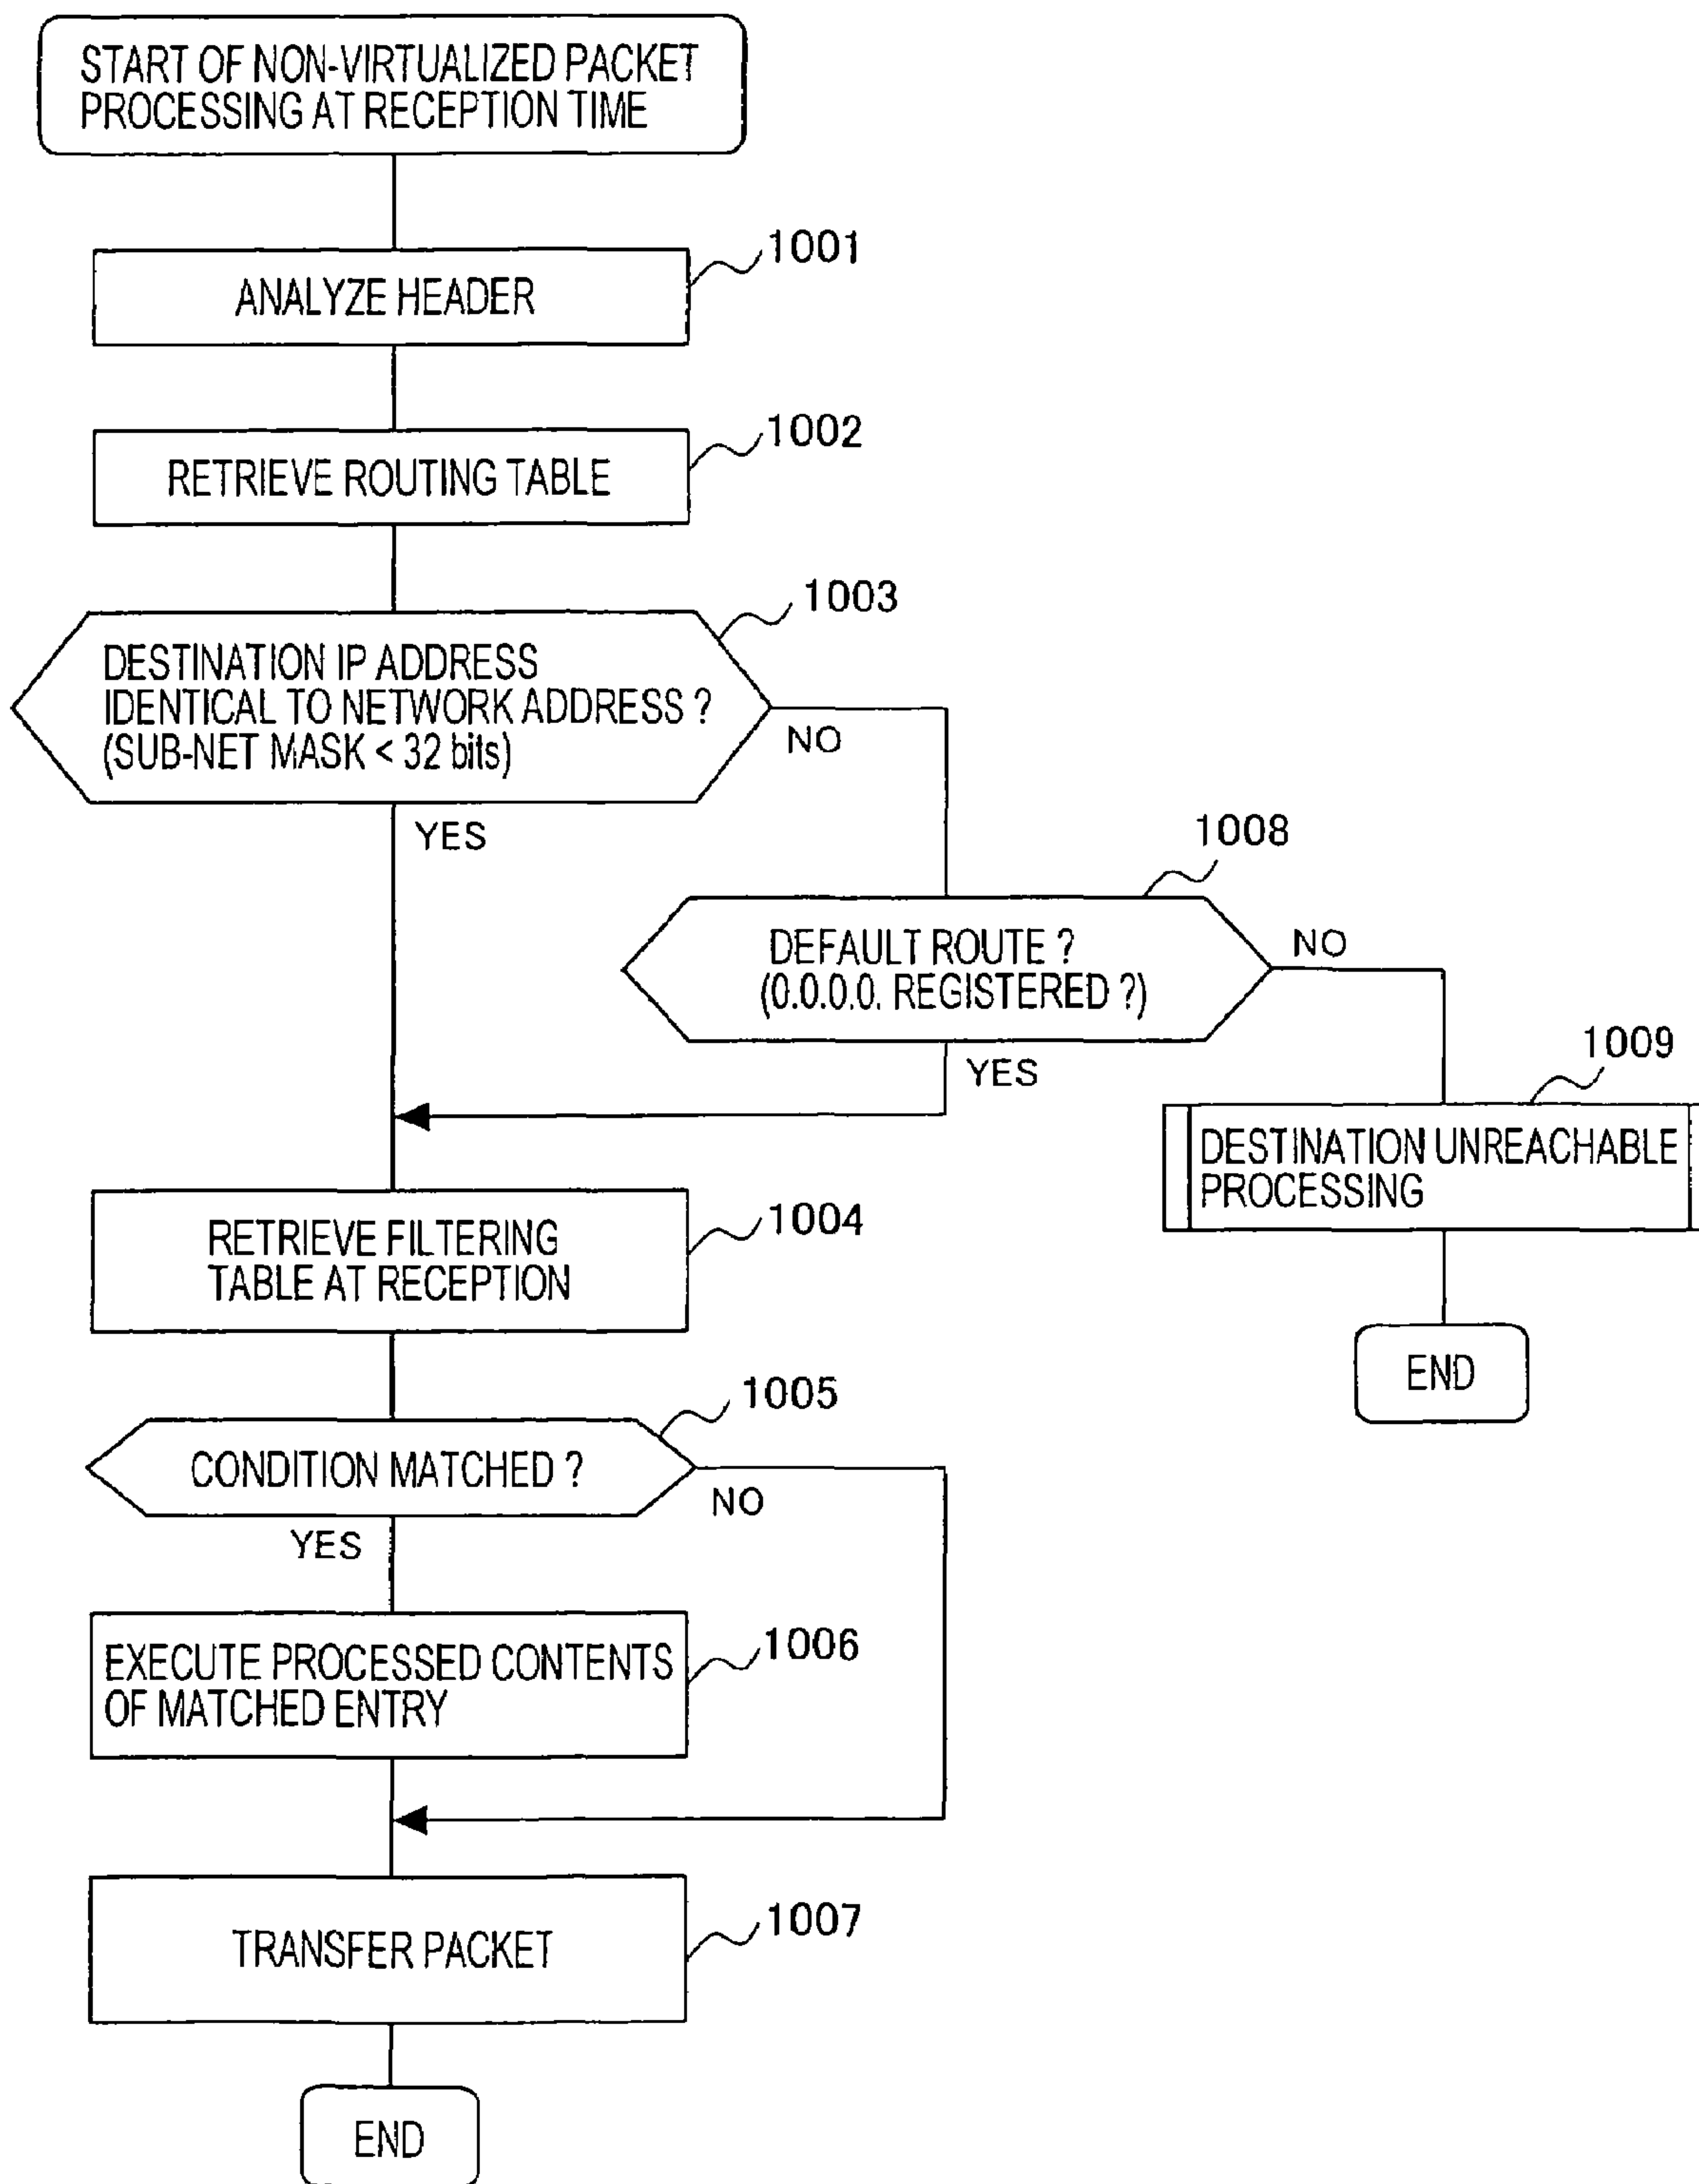 START OF NON-VIRTUALIZED PACKET
PROCESSING AT RECEPTION TIME
1001
ANALYZE HEADER
1002
RETRIEVE ROUTING TABLE
1003
DESTINATION IP ADDRESS
IDENTICAL TO NETWORK ADDRESS ?
(SUB-NET MASK < 32 bits)
NO
YES
1008
DEFAULT ROUTE ?
(0.0.0.0. REGISTERED ?)
NO
YES
1009
DESTINATION UNREACHABLE
PROCESSING
END
1004
RETRIEVE FILTERING
TABLE AT RECEPTION
1005
CONDITION MATCHED ?
NO
YES
1006
EXECUTE PROCESSED CONTENTS
OF MATCHED ENTRY
1007
TRANSFER PACKET
END